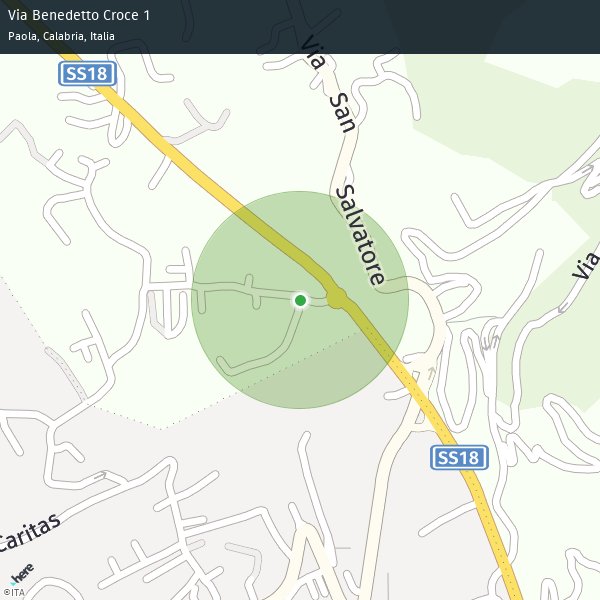 Via Benedetto Croce 1
Paola, Calabria, Italia
SS18
Via San Salvatore
Via
SS18
Caritas
here
©ITA